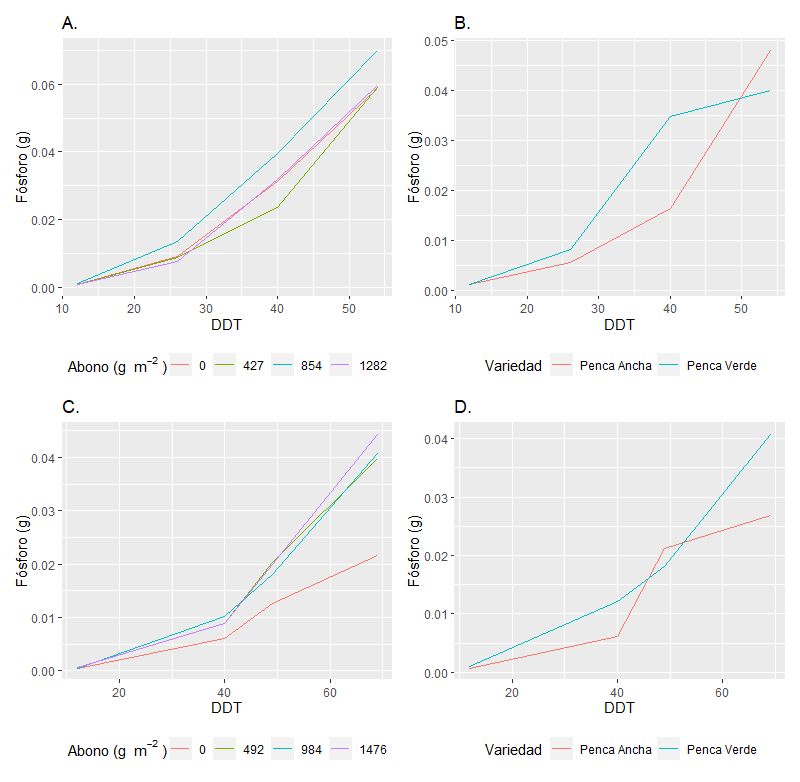 A.
Fósforo (g)
0.06
0.04
0.02
0.00
10 20 30 40 50
DDT
Abono (g m⁻²) 0 427 854 1282
B.
Fósforo (g)
0.05
0.04
0.03
0.02
0.01
0.00
10 20 30 40 50
DDT
Variedad Penca Ancha Penca Verde
C.
Fósforo (g)
0.04
0.03
0.02
0.01
0.00
20 40 60
DDT
Abono (g m⁻²) 0 492 984 1476
D.
Fósforo (g)
0.04
0.03
0.02
0.01
0.00
20 40 60
DDT
Variedad Penca Ancha Penca Verde